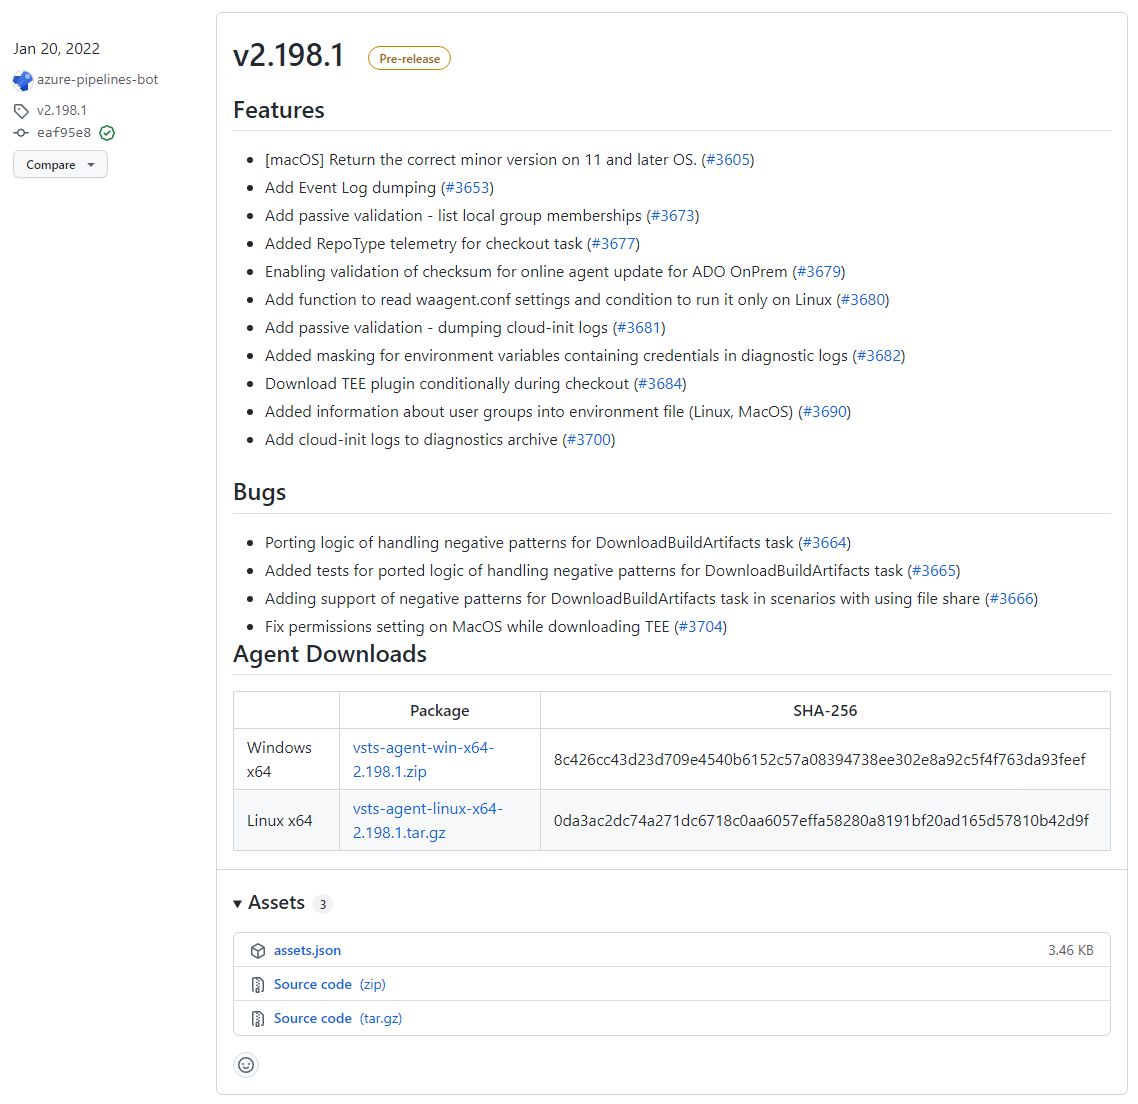 Jan 20, 2022
azure-pipelines-bot
v2.198.1
eaf95e8
Compare
v2.198.1 Pre-release
Features
[macOS] Return the correct minor version on 11 and later OS. (#3605)
Add Event Log dumping (#3653)
Add passive validation - list local group memberships (#3673)
Added RepoType telemetry for checkout task (#3677)
Enabling validation of checksum for online agent update for ADO OnPrem (#3679)
Add function to read waagent.conf settings and condition to run it only on Linux (#3680)
Add passive validation - dumping cloud-init logs (#3681)
Added masking for environment variables containing credentials in diagnostic logs (#3682)
Download TEE plugin conditionally during checkout (#3684)
Added information about user groups into environment file (Linux, MacOS) (#3690)
Add cloud-init logs to diagnostics archive (#3700)
Bugs
Porting logic of handling negative patterns for DownloadBuildArtifacts task (#3664)
Added tests for ported logic of handling negative patterns for DownloadBuildArtifacts task (#3665)
Adding support of negative patterns for DownloadBuildArtifacts task in scenarios with using file share (#3666)
Fix permissions setting on MacOS while downloading TEE (#3704)
Agent Downloads
Package SHA-256
Windows x64 vsts-agent-win-x64-2.198.1.zip 8c426cc43d23d709e4540b6152c57a08394738ee302e8a92c5f4f763da93feef
Linux x64 vsts-agent-linux-x64-2.198.1.tar.gz 0da3ac2dc74a271dc6718c0aa6057effa58280a8191bf20ad165d57810b42d9f
Assets 3
assets.json 3.46 KB
Source code (zip)
Source code (tar.gz)